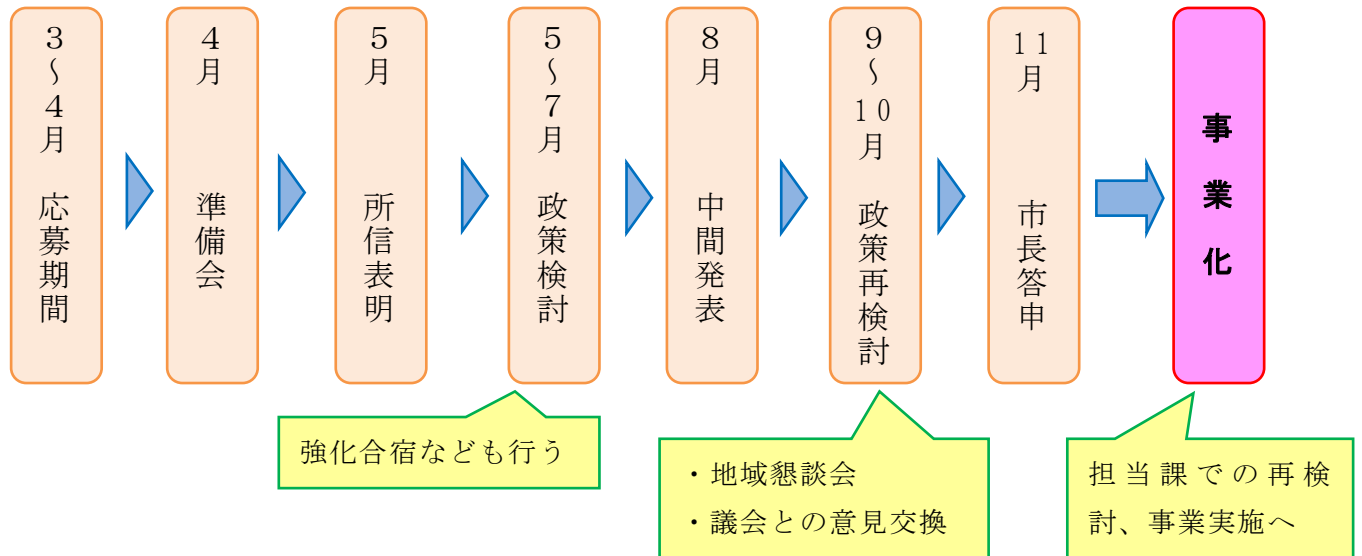 3～4月　応募期間
4月　準備会
5月　所信表明
5～7月　政策検討
8月　中間発表
9～10月　政策再検討
11月　市長答申
事業化
強化合宿なども行う
・地域懇談会
・議会との意見交換
担当課での再検
討、事業実施へ